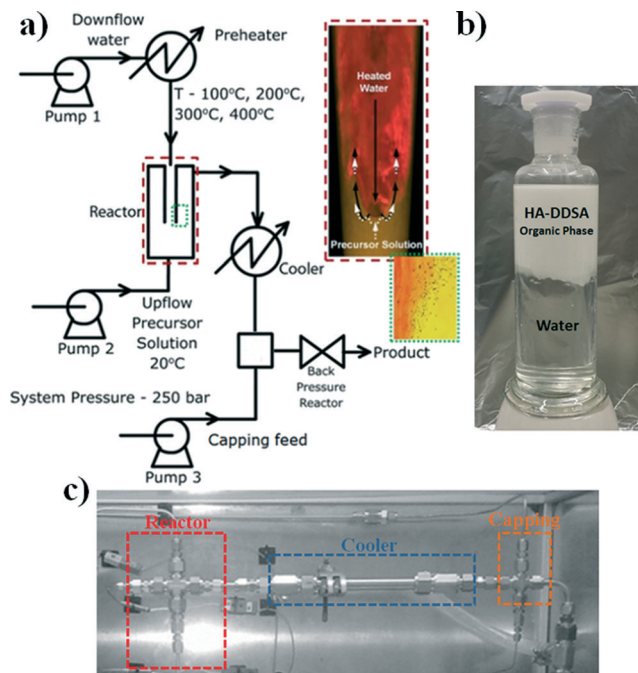 a)
Downflow
water
Preheater
Pump 1
T - 100°C, 200°C,
300°C, 400°C
Reactor
Cooler
Pump 2
Upflow
Precursor
Solution
20°C
Product
Back
Pressure
Reactor
System Pressure - 250 bar
Capping feed
Pump 3
Heated
Water
Precursor Solution
b)
HA-DDSA
Organic Phase
Water
c)
Reactor
Cooler
Capping